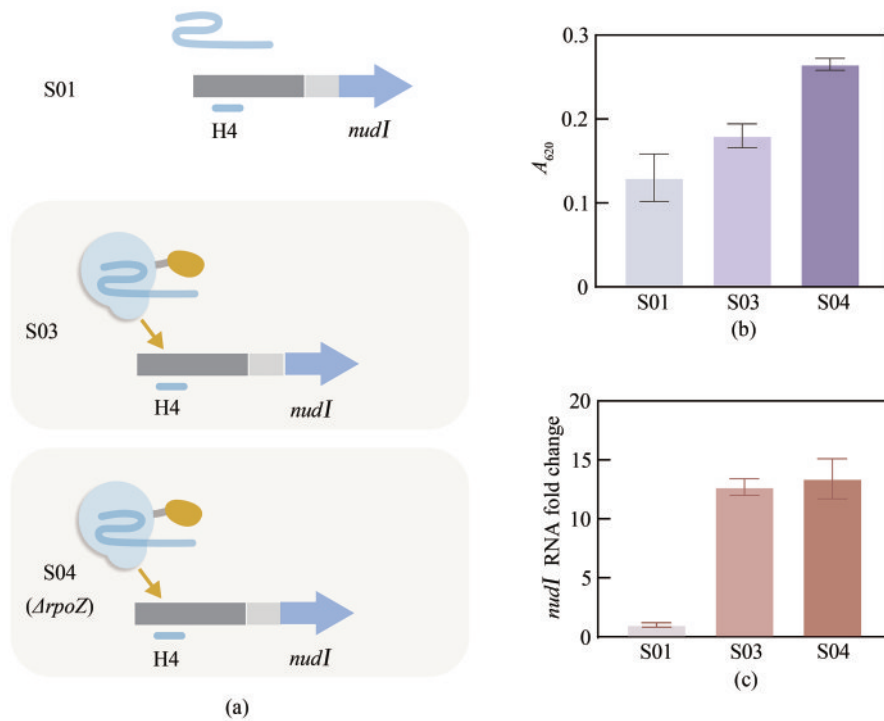 S01
H4
nudI
S03
H4
nudI
S04
(ΔrpoZ)
H4
nudI
(a)
0.3
0.2
0.1
0
A620
S01 S03 S04
(b)
20
15
10
5
0
nudI RNA fold change
S01 S03 S04
(c)